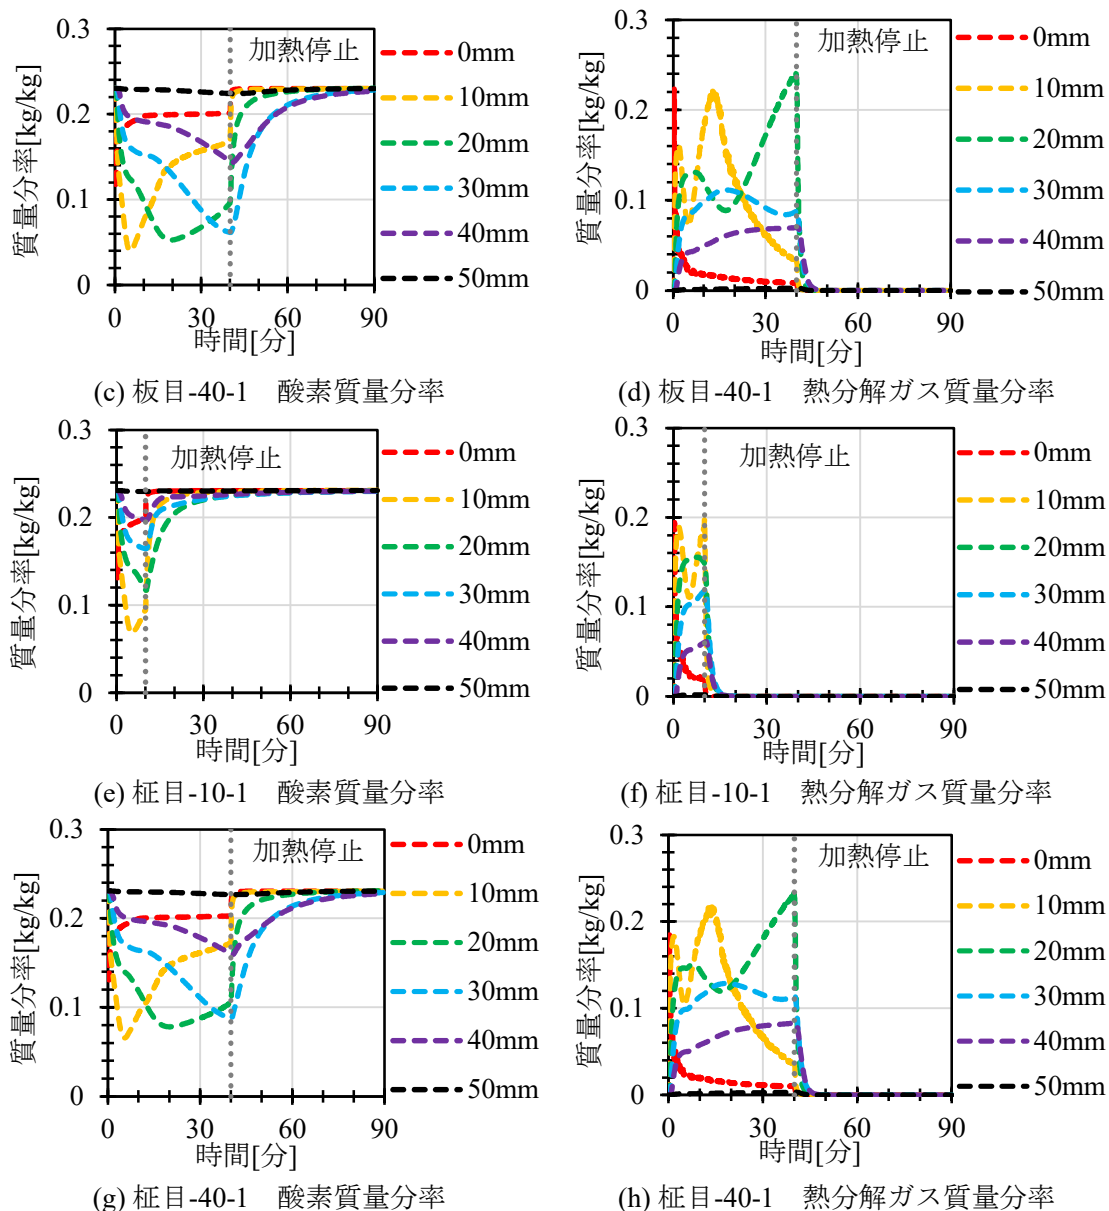 0.3
0.2
0.1
0
質量分率[kg/kg]
加熱停止
0 30 60 90
時間[分]
0mm
10mm
20mm
30mm
40mm
50mm
(c) 板目-40-1 酸素質量分率
0.3
0.2
0.1
0
質量分率[kg/kg]
加熱停止
0 30 60 90
時間[分]
0mm
10mm
20mm
30mm
40mm
50mm
(d) 板目-40-1 熱分解ガス質量分率
0.3
0.2
0.1
0
質量分率[kg/kg]
加熱停止
0 30 60 90
時間[分]
0mm
10mm
20mm
30mm
40mm
50mm
(e) 柾目-10-1 酸素質量分率
0.3
0.2
0.1
0
質量分率[kg/kg]
加熱停止
0 30 60 90
時間[分]
0mm
10mm
20mm
30mm
40mm
50mm
(f) 柾目-10-1 熱分解ガス質量分率
0.3
0.2
0.1
0
質量分率[kg/kg]
加熱停止
0 30 60 90
時間[分]
0mm
10mm
20mm
30mm
40mm
50mm
(g) 柾目-40-1 酸素質量分率
0.3
0.2
0.1
0
質量分率[kg/kg]
加熱停止
0 30 60 90
時間[分]
0mm
10mm
20mm
30mm
40mm
50mm
(h) 柾目-40-1 熱分解ガス質量分率